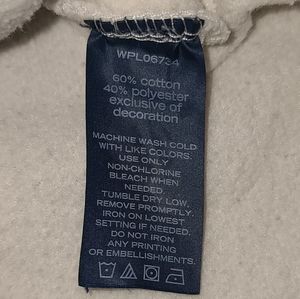 WPL06734
60% cotton
40% polyester
exclusive of
decoration
MACHINE WASH COLD
WITH LIKE COLORS.
USE ONLY
NON-CHLORINE
BLEACH WHEN
NEEDED.
TUMBLE DRY LOW.
REMOVE PROMPTLY.
IRON ON LOWEST
SETTING IF NEEDED.
DO NOT IRON
ANY PRINTING
OR EMBELLISHMENTS.